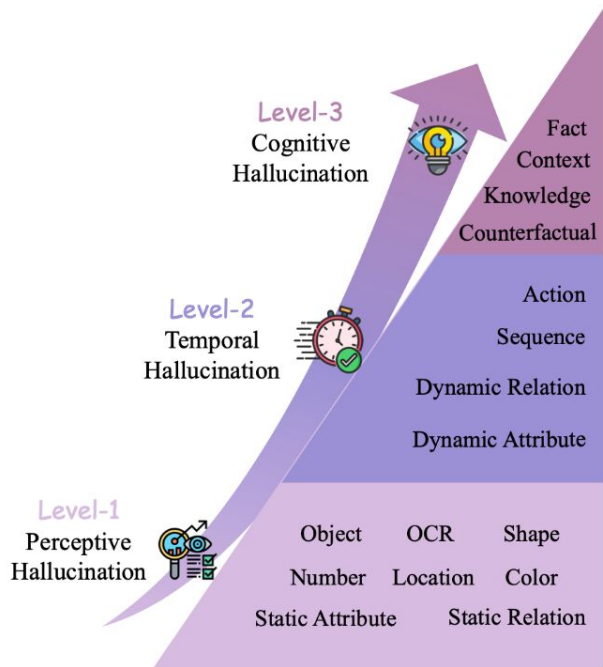 Level-3
Cognitive
Hallucination
Fact
Context
Knowledge
Counterfactual
Level-2
Temporal
Hallucination
Action
Sequence
Dynamic Relation
Dynamic Attribute
Level-1
Perceptive
Hallucination
Object OCR Shape
Number Location Color
Static Attribute Static Relation